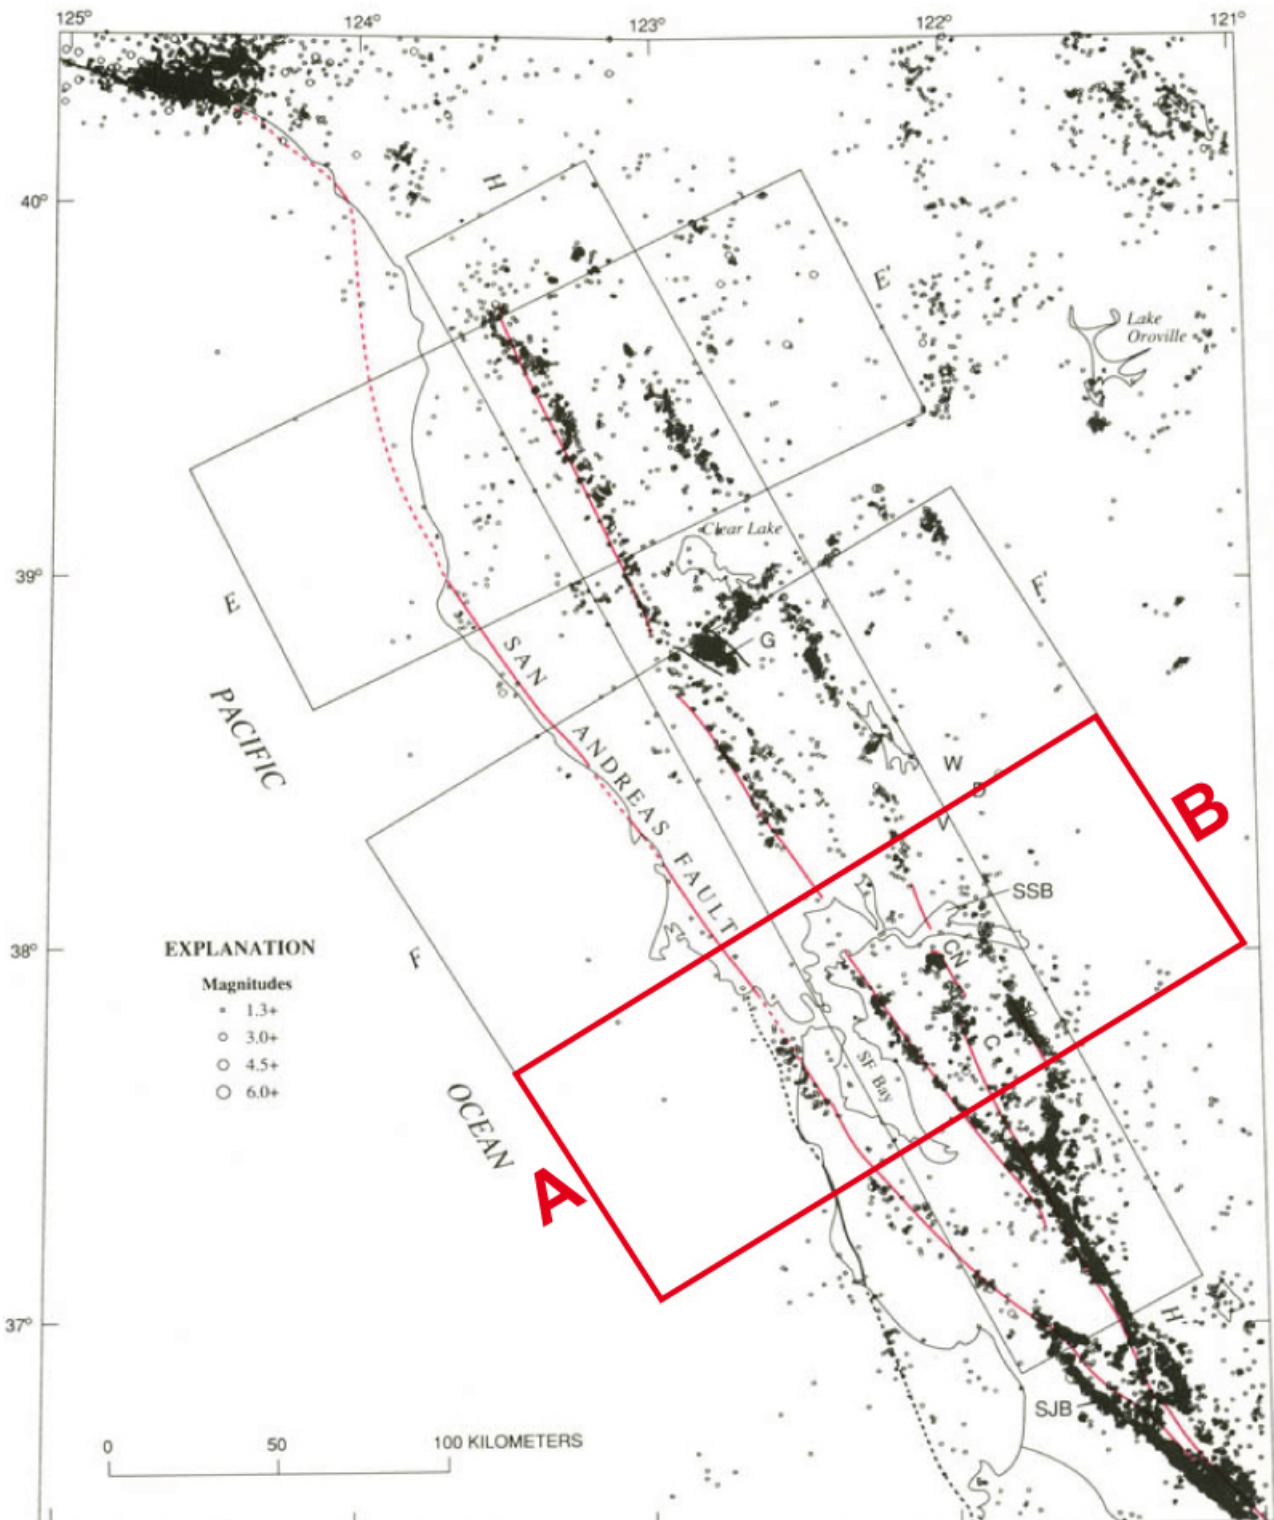 125°
124°
123°
122°
121°
H
40°
E'
Lake
Oroville
Clear Lake
39°
E
F'
G
SAN
ANDREAS FAULT
PACIFIC
W
D
V
B
SSB
38°
EXPLANATION
F
CN
Magnitudes
1.3+
3.0+
4.5+
6.0+
C
SF Bay
OCEAN
A
H'
37°
SJB
0 50 100 KILOMETERS